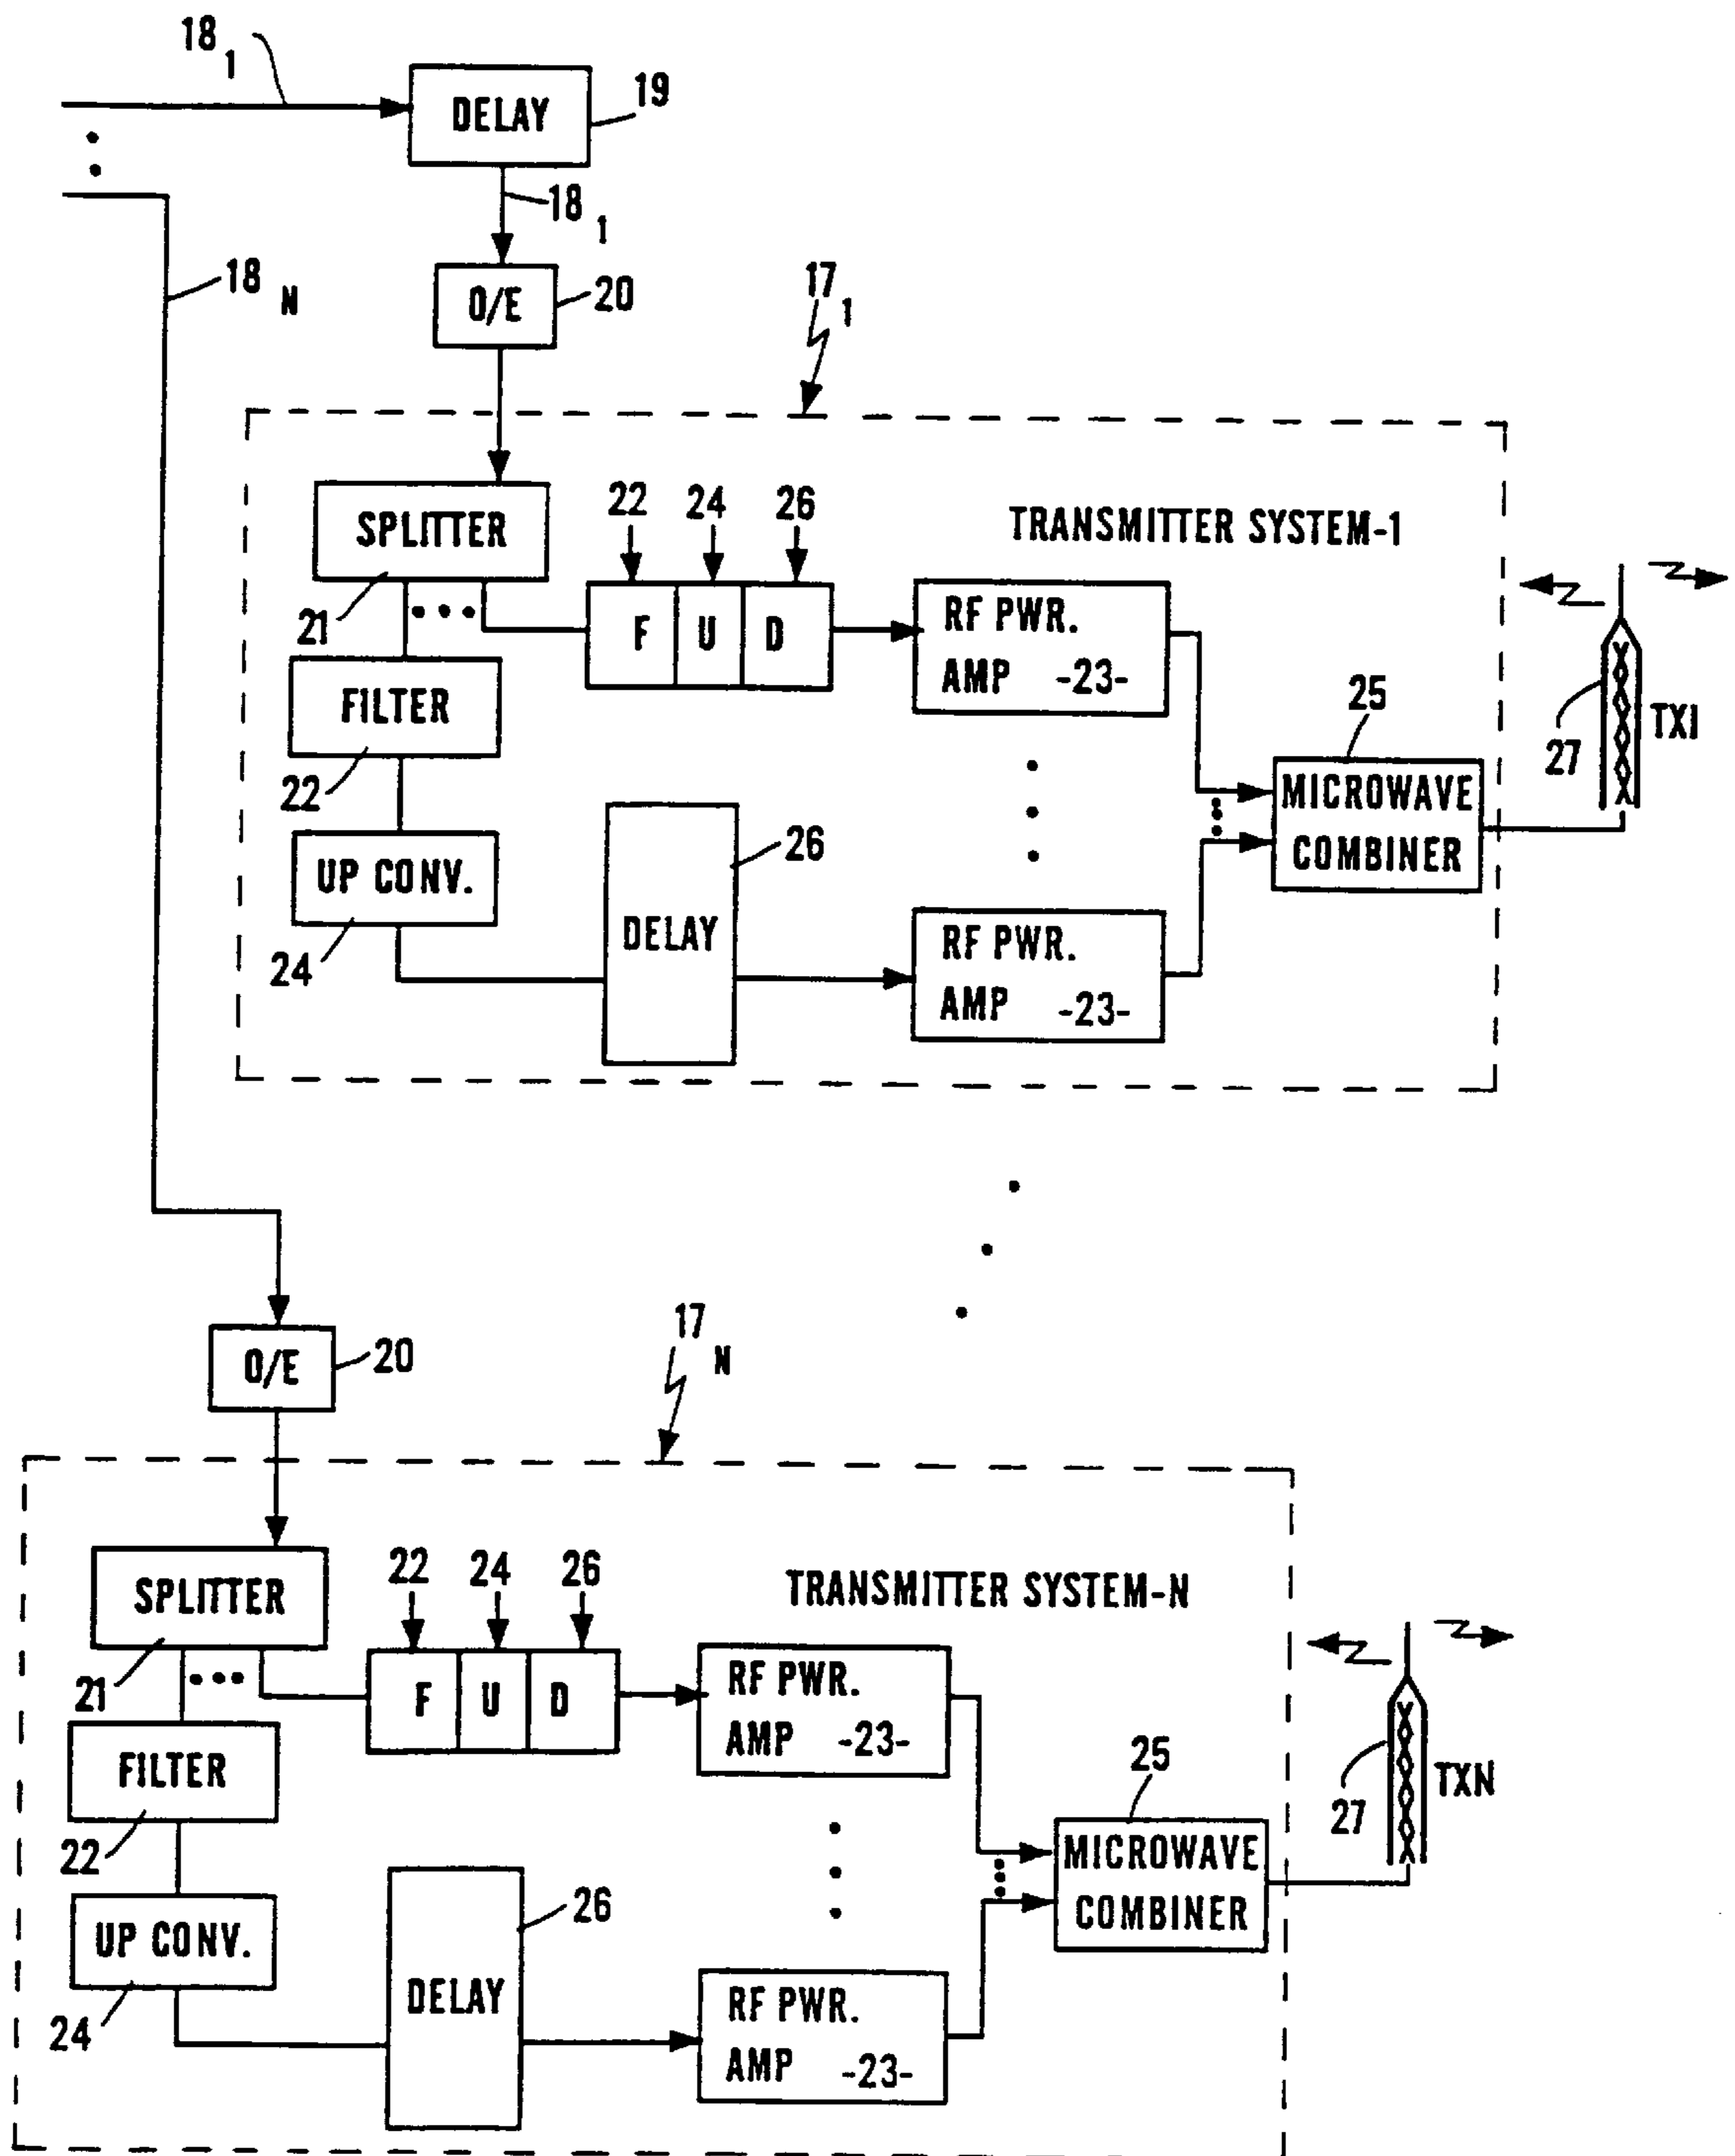 18 1
DELAY
19
18 1
18 N
O/E
20
17 1
SPLITTER
21
22 24 26
TRANSMITTER SYSTEM-1
F U D
RF PWR.
AMP -23-
FILTER
22
25
MICROWAVE
COMBINER
27
TX1
UP CONV.
24
26
DELAY
RF PWR.
AMP -23-
O/E
20
17 N
SPLITTER
21
22 24 26
TRANSMITTER SYSTEM-N
F U D
RF PWR.
AMP -23-
FILTER
22
25
MICROWAVE
COMBINER
27
TXN
UP CONV.
24
26
DELAY
RF PWR.
AMP -23-